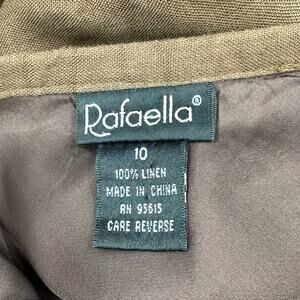 Rafaella®
10
100% LINEN
MADE IN CHINA
RN 95615
CARE REVERSE